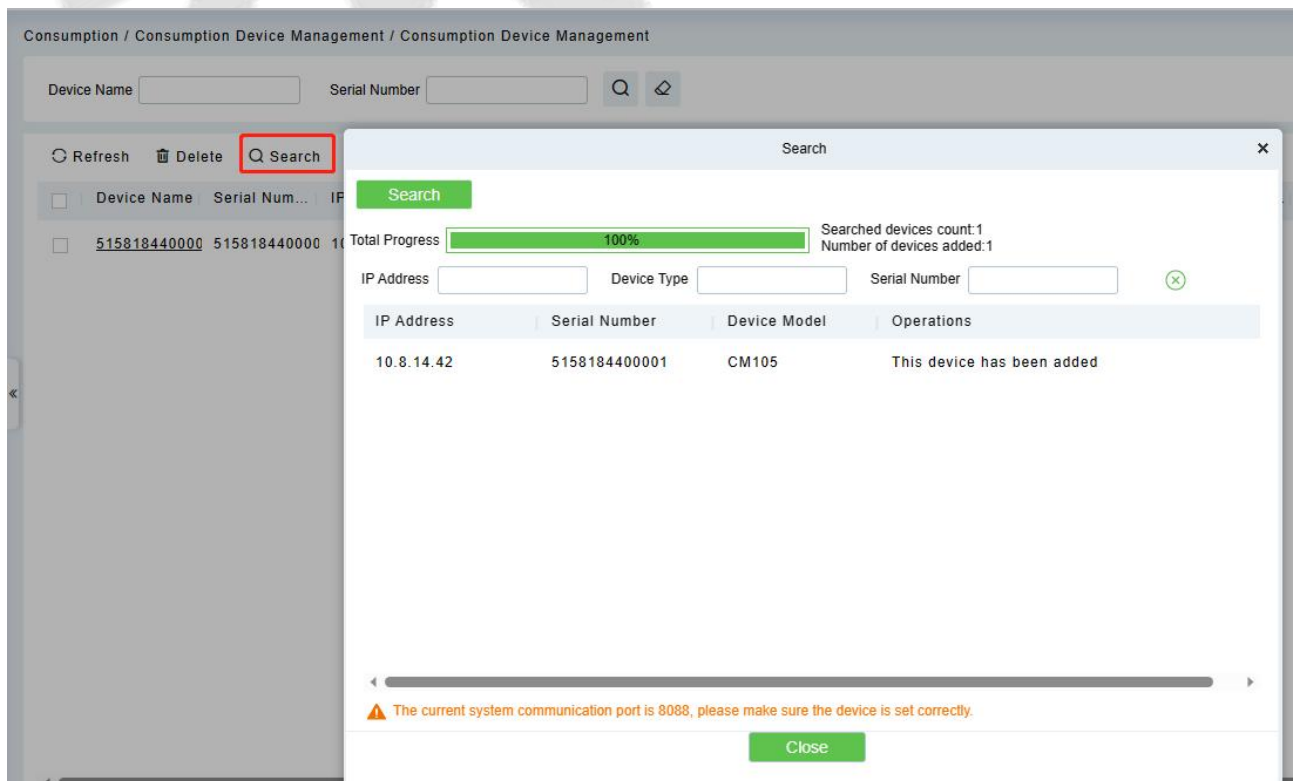 Consumption / Consumption Device Management / Consumption Device Management
Device Name
Serial Number
Refresh Delete Search
Device Name Serial Num... IP
515818440000 515818440000 10
Search
Search
Total Progress 100% Searched devices count:1
Number of devices added:1
IP Address Device Type Serial Number
IP Address Serial Number Device Model Operations
10.8.14.42 5158184400001 CM105 This device has been added
The current system communication port is 8088, please make sure the device is set correctly.
Close